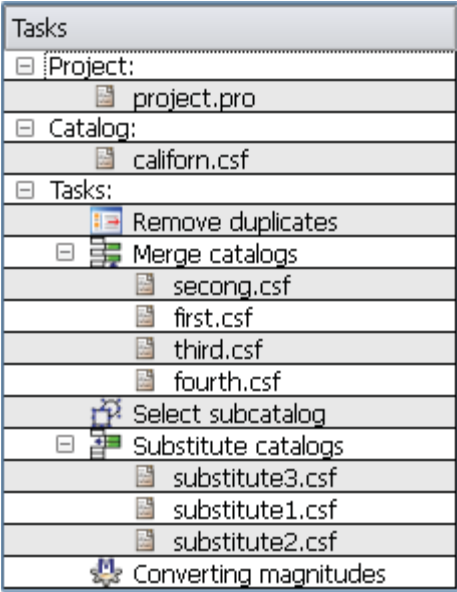 Tasks
Project:
project.pro
Catalog:
californ.csf
Tasks:
Remove duplicates
Merge catalogs
secong.csf
first.csf
third.csf
fourth.csf
Select subcatalog
Substitute catalogs
substitute3.csf
substitute1.csf
substitute2.csf
Converting magnitudes